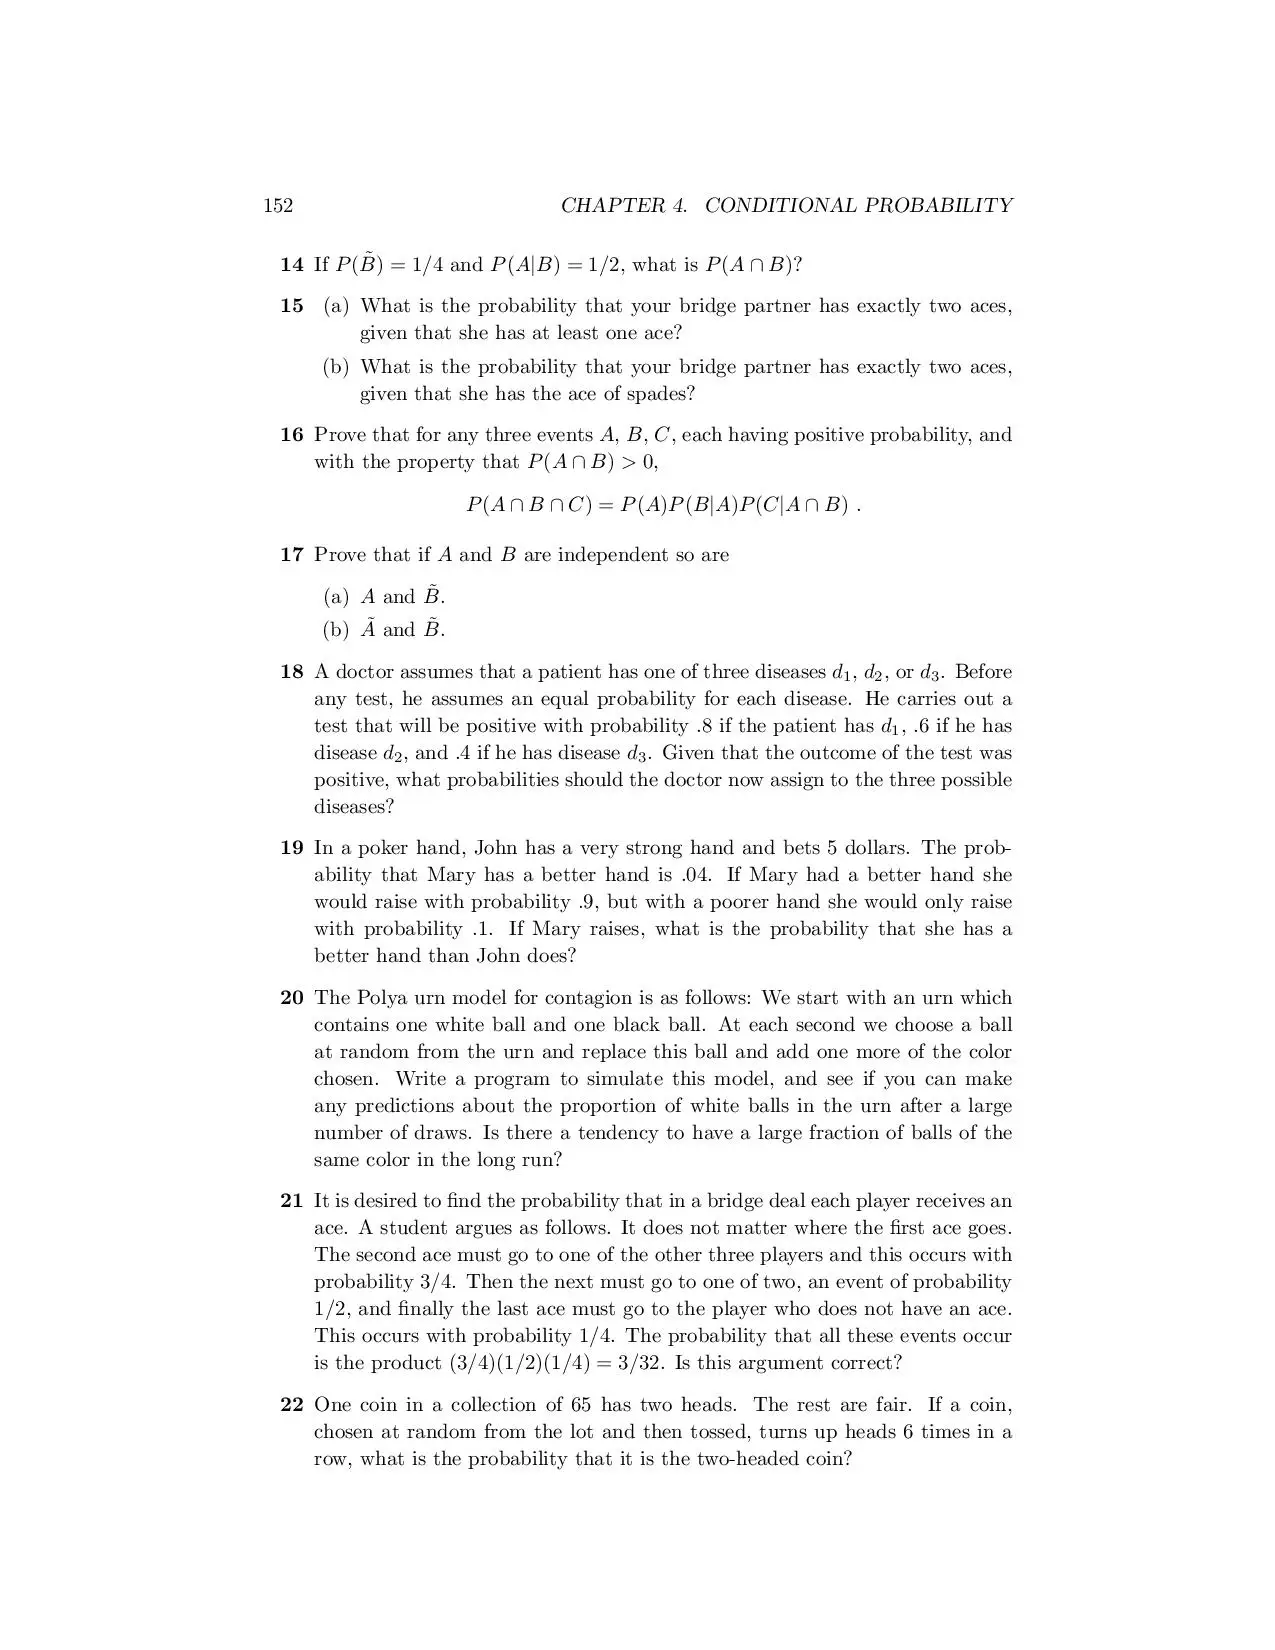 152 CHAPTER 4. CONDITIONAL PROBABILITY
14 If P(B̃) = 1/4 and P(A|B) = 1/2, what is P(A ∩ B)?
15 (a) What is the probability that your bridge partner has exactly two aces,
given that she has at least one ace?
(b) What is the probability that your bridge partner has exactly two aces,
given that she has the ace of spades?
16 Prove that for any three events A, B, C, each having positive probability, and
with the property that P(A ∩ B) > 0,
P(A ∩ B ∩ C) = P(A)P(B|A)P(C|A ∩ B) .
17 Prove that if A and B are independent so are
(a) A and B̃.
(b) Ã and B̃.
18 A doctor assumes that a patient has one of three diseases d₁, d₂, or d₃. Before
any test, he assumes an equal probability for each disease. He carries out a
test that will be positive with probability .8 if the patient has d₁, .6 if he has
disease d₂, and .4 if he has disease d₃. Given that the outcome of the test was
positive, what probabilities should the doctor now assign to the three possible
diseases?
19 In a poker hand, John has a very strong hand and bets 5 dollars. The prob-
ability that Mary has a better hand is .04. If Mary had a better hand she
would raise with probability .9, but with a poorer hand she would only raise
with probability .1. If Mary raises, what is the probability that she has a
better hand than John does?
20 The Polya urn model for contagion is as follows: We start with an urn which
contains one white ball and one black ball. At each second we choose a ball
at random from the urn and replace this ball and add one more of the color
chosen. Write a program to simulate this model, and see if you can make
any predictions about the proportion of white balls in the urn after a large
number of draws. Is there a tendency to have a large fraction of balls of the
same color in the long run?
21 It is desired to find the probability that in a bridge deal each player receives an
ace. A student argues as follows. It does not matter where the first ace goes.
The second ace must go to one of the other three players and this occurs with
probability 3/4. Then the next must go to one of two, an event of probability
1/2, and finally the last ace must go to the player who does not have an ace.
This occurs with probability 1/4. The probability that all these events occur
is the product (3/4)(1/2)(1/4) = 3/32. Is this argument correct?
22 One coin in a collection of 65 has two heads. The rest are fair. If a coin,
chosen at random from the lot and then tossed, turns up heads 6 times in a
row, what is the probability that it is the two-headed coin?